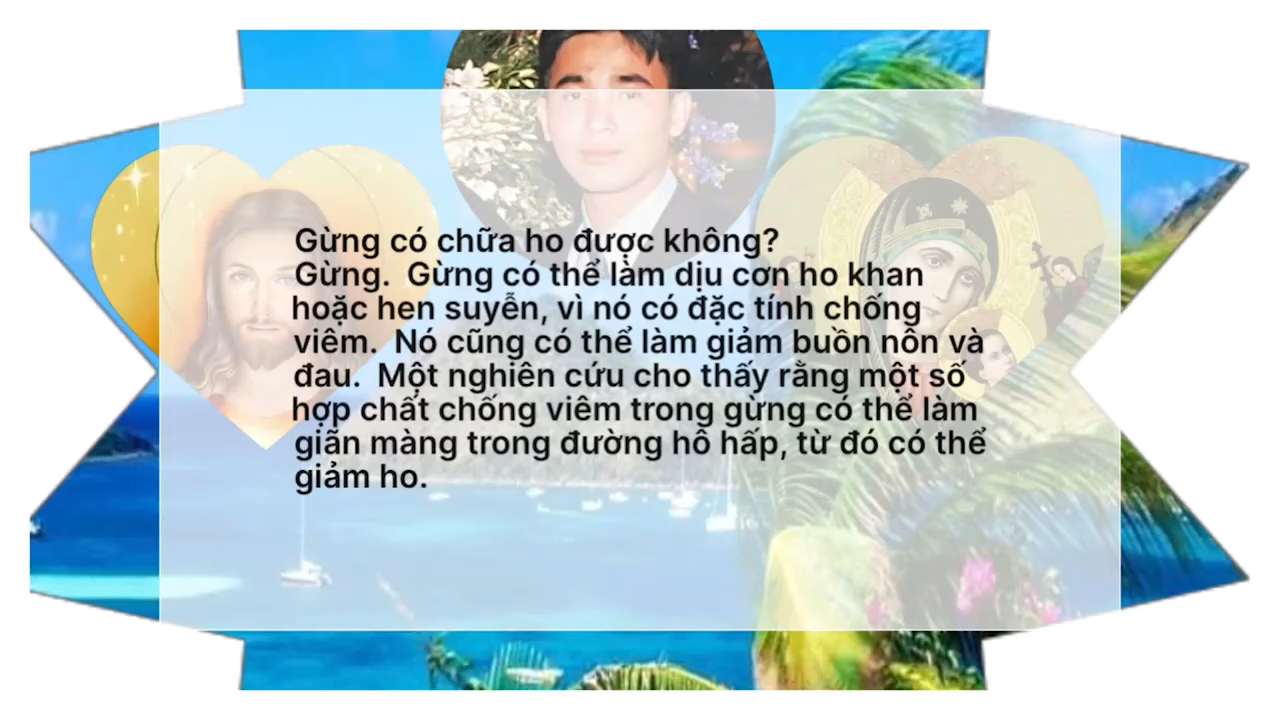 Gừng có chữa ho được không?
Gừng.  Gừng có thể làm dịu cơn ho khan
hoặc hen suyễn, vì nó có đặc tính chống
viêm.  Nó cũng có thể làm giảm buồn nôn và
đau.  Một nghiên cứu cho thấy rằng một số
hợp chất chống viêm trong gừng có thể làm
giãn màng trong đường hô hấp, từ đó có thể
giảm ho.